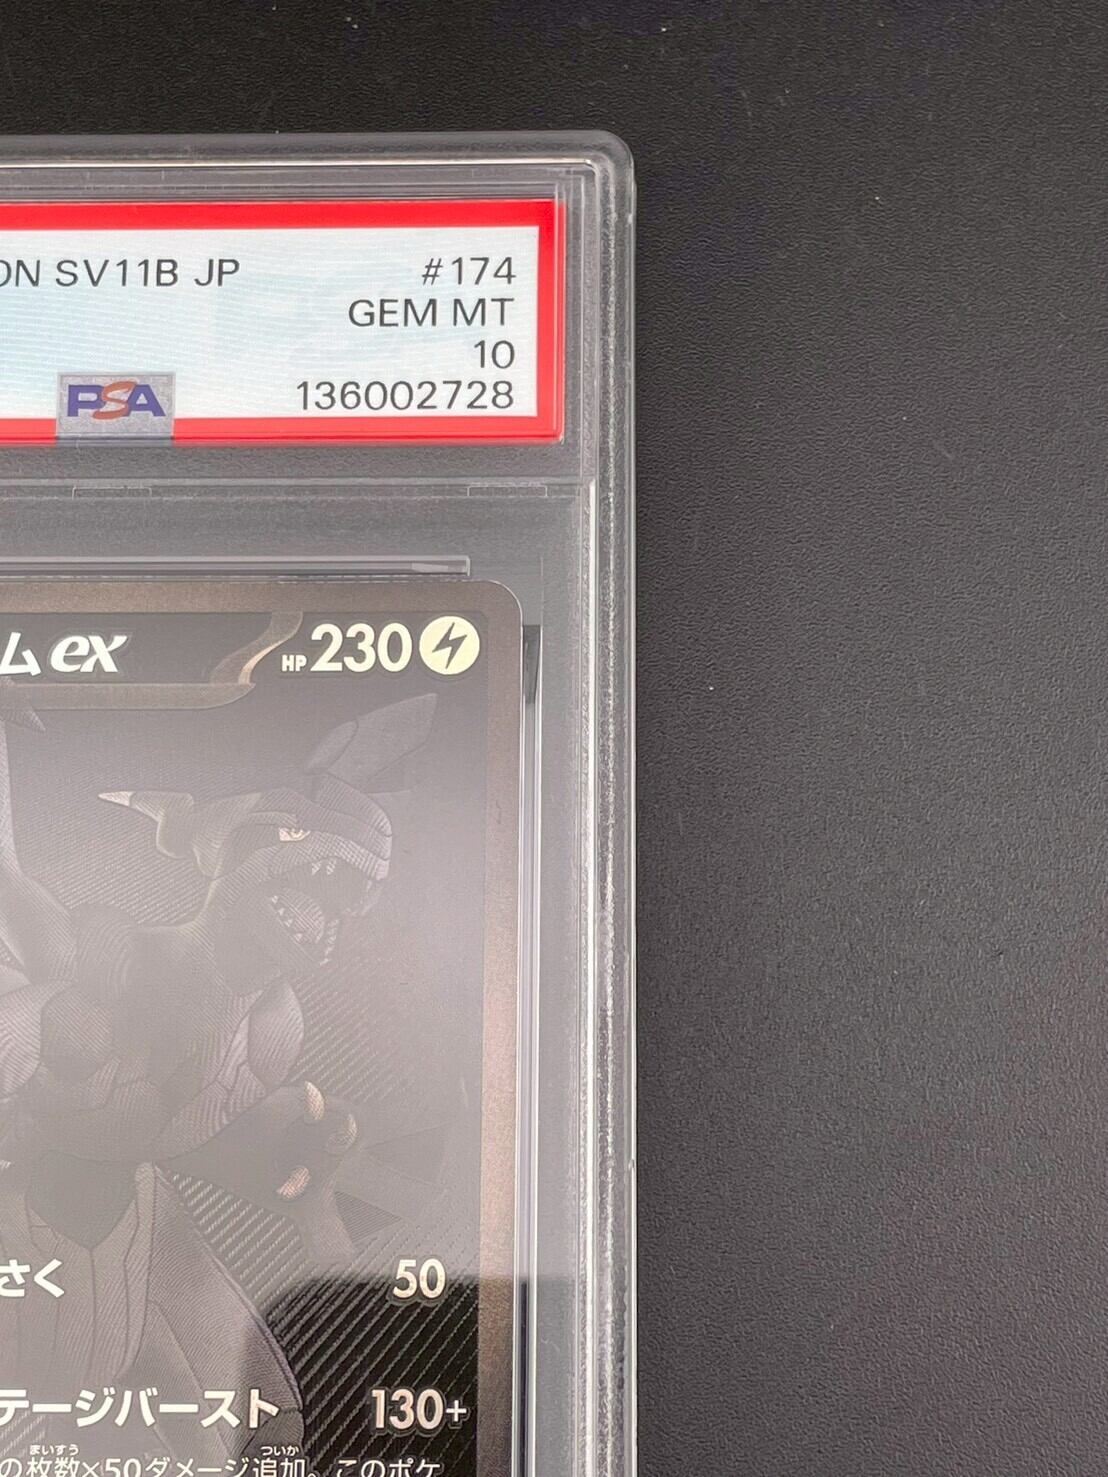 ON SV11B JP #174
GEM MT
10
PSA 136002728
ムex HP230
さく 50
テージバースト 130+
まいすう ついか
の枚数×50ダメージ追加。このポケ